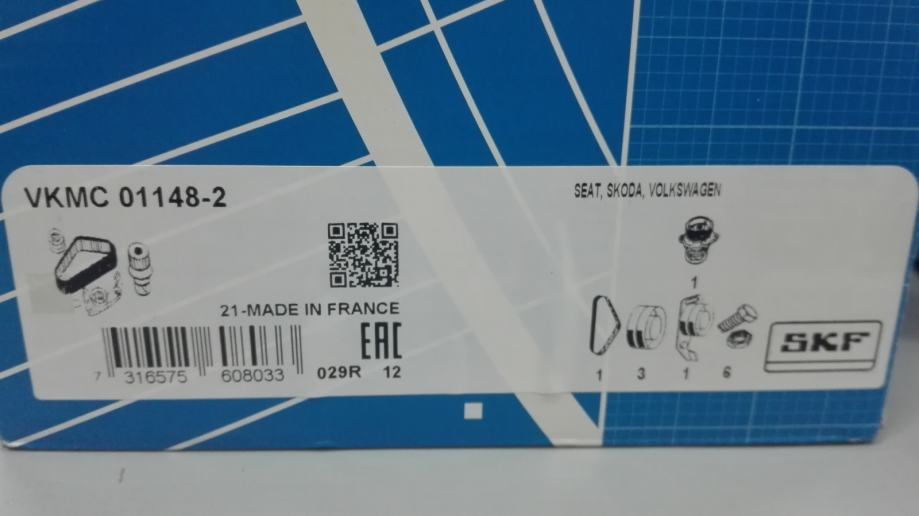 VKMC 01148-2
SEAT, SKODA, VOLKSWAGEN
21-MADE IN FRANCE
EAC
7 316575 608033
029R 12
1
1 3 1 6
SKF